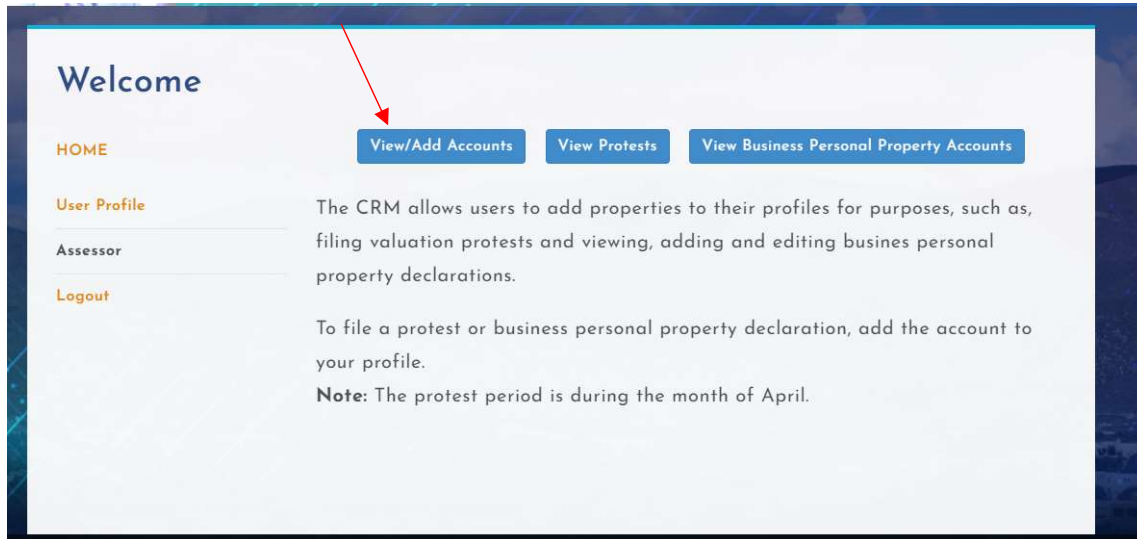 Welcome
HOME
User Profile
Assessor
Logout
View/Add Accounts
View Protests
View Business Personal Property Accounts
The CRM allows users to add properties to their profiles for purposes, such as,
filing valuation protests and viewing, adding and editing busines personal
property declarations.
To file a protest or business personal property declaration, add the account to
your profile.
Note: The protest period is during the month of April.